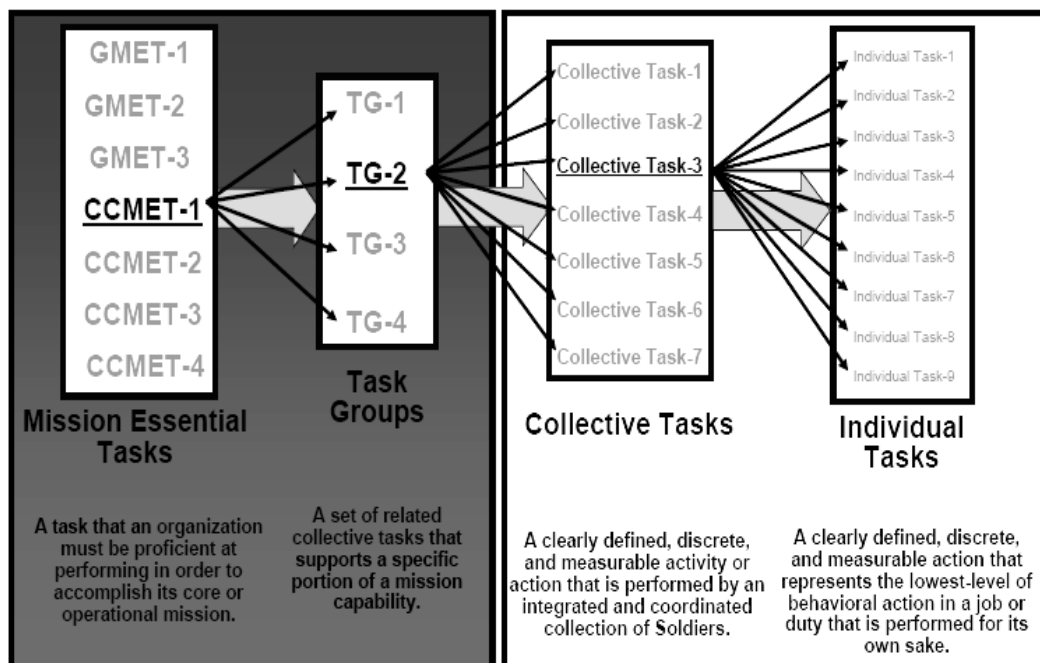 GMET-1
GMET-2
GMET-3
CCMET-1
CCMET-2
CCMET-3
CCMET-4
Mission Essential
Tasks
A task that an organization
must be proficient at
performing in order to
accomplish its core or
operational mission.
TG-1
TG-2
TG-3
TG-4
Task
Groups
A set of related
collective tasks that
supports a specific
portion of a mission
capability.
Collective Task-1
Collective Task-2
Collective Task-3
Collective Task-4
Collective Task-5
Collective Task-6
Collective Task-7
Collective Tasks
A clearly defined, discrete,
and measurable activity or
action that is performed by an
integrated and coordinated
collection of Soldiers.
Individual Task-1
Individual Task-2
Individual Task-3
Individual Task-4
Individual Task-5
Individual Task-6
Individual Task-7
Individual Task-8
Individual Task-9
Individual
Tasks
A clearly defined, discrete,
and measurable action that
represents the lowest-level of
behavioral action in a job or
duty that is performed for its
own sake.